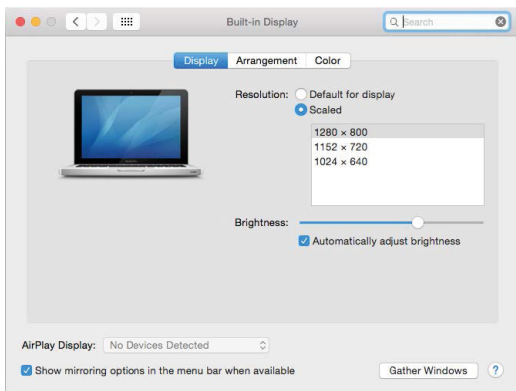 Built-in Display
Search
Display Arrangement Color
Resolution: Default for display
Scaled
1280 × 800
1152 × 720
1024 × 640
Brightness:
Automatically adjust brightness
AirPlay Display: No Devices Detected
Show mirroring options in the menu bar when available
Gather Windows ?